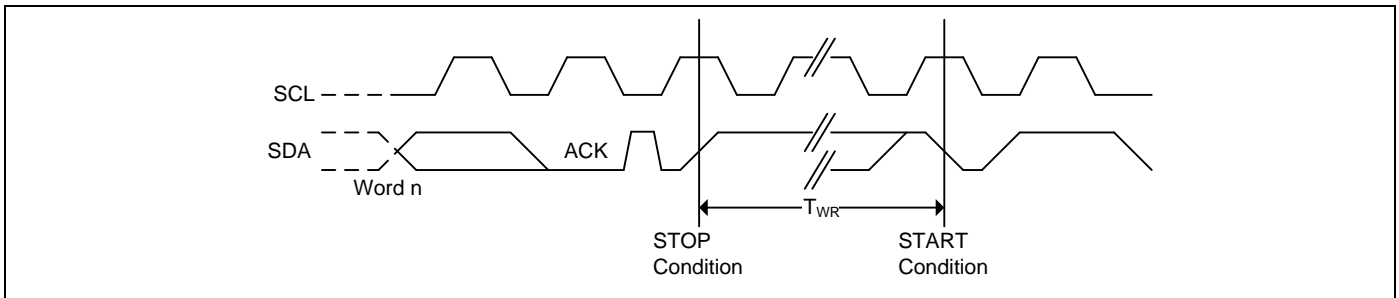 SCL
SDA
ACK
Word n
TWR
STOP
Condition
START
Condition